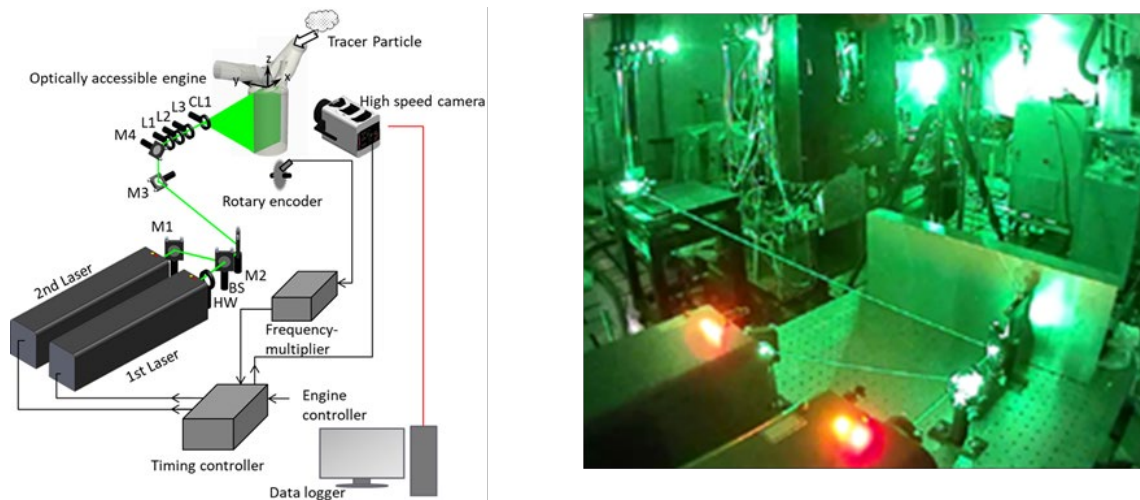 Tracer Particle
Optically accessible engine
z
y
x
High speed camera
CL1
L3
L2
L1
M4
M3
Rotary encoder
M1
M2
BS
HW
2nd Laser
1st Laser
Frequency-
multiplier
Engine
controller
Timing controller
Data logger